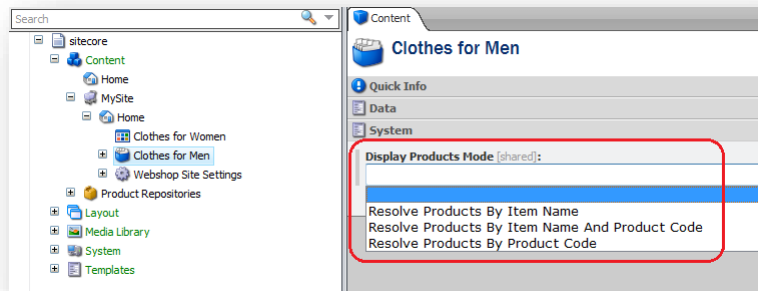 Search
sitecore
Content
Home
MySite
Home
Clothes for Women
Clothes for Men
Webshop Site Settings
Product Repositories
Layout
Media Library
System
Templates
Content
Clothes for Men
Quick Info
Data
System
Display Products Mode [shared]:
Resolve Products By Item Name
Resolve Products By Item Name And Product Code
Resolve Products By Product Code